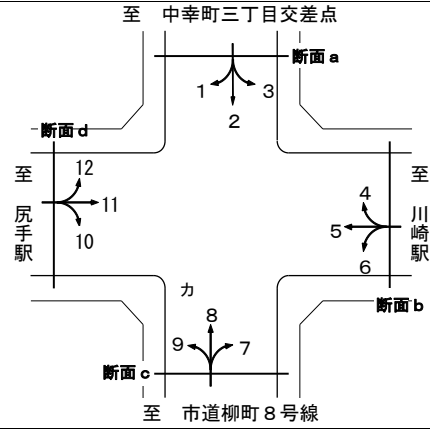 至 中幸町三丁目交差点
断面a
1
3
2
断面d
至 尻手駅
12
11
10
至 川崎駅
4
5
6
断面b
カ
8
9
7
断面c
至 市道柳町8号線